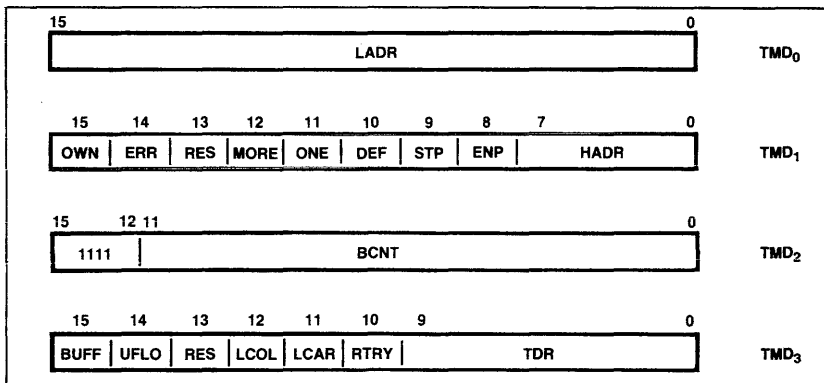 15 0
LADR TMD0
15 14 13 12 11 10 9 8 7 0
OWN ERR RES MORE ONE DEF STP ENP HADR TMD1
15 12 11 0
1111 BCNT TMD2
15 14 13 12 11 10 9 0
BUFF UFLO RES LCOL LCAR RTRY TDR TMD3